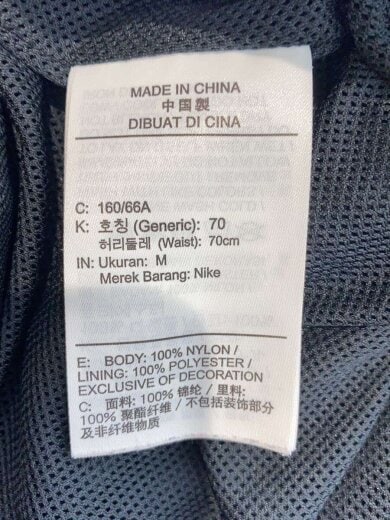 MADE IN CHINA
中国製
DIBUAT DI CINA
C: 160/66A
K: 호칭 (Generic): 70
허리둘레 (Waist): 70cm
IN: Ukuran: M
Merek Barang: Nike
E: BODY: 100% NYLON /
LINING: 100% POLYESTER /
EXCLUSIVE OF DECORATION
C: 面料: 100% 锦纶 / 里料:
100% 聚酯纤维 / 不包括装饰部分
及非纤维物